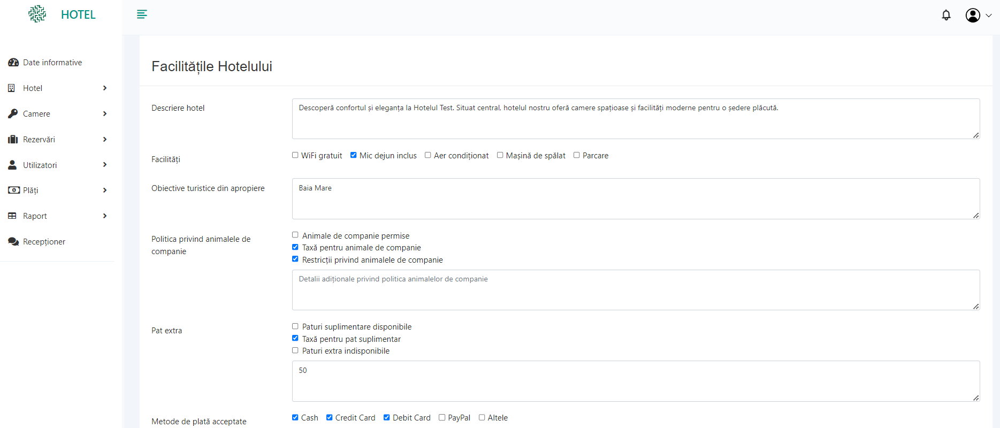 HOTEL
Date informative
Hotel
Camere
Rezervări
Utilizatori
Plăți
Raport
Recepționer
Facilitățile Hotelului
Descriere hotel
Descoperă confortul și eleganța la Hotelul Test. Situat central, hotelul nostru oferă camere spațioase și facilități moderne pentru o ședere plăcută.
Facilități
WiFi gratuit Mic dejun inclus Aer condiționat Mașină de spălat Parcare
Obiective turistice din apropiere
Baia Mare
Politica privind animalele de
companie
Animale de companie permise
Taxă pentru animale de companie
Restricții privind animalele de companie
Detalii adiționale privind politica animalelor de companie
Pat extra
Paturi suplimentare disponibile
Taxă pentru pat suplimentar
Paturi extra indisponibile
50
Metode de plată acceptate
Cash Credit Card Debit Card PayPal Altele